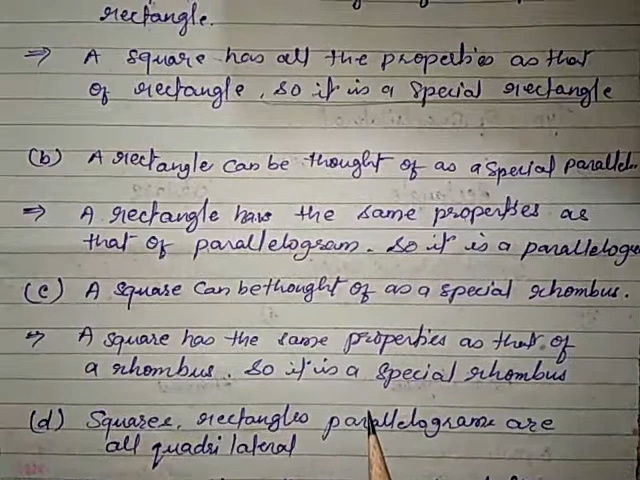 rectangle.
⇒ A square has all the properties as that
of rectangle, so it is a special rectangle
(b) A rectangle can be thought of as a special parallel.
⇒ A rectangle has the same properties as
that of parallelogram. So it is a parallelogra
(c) A square can be thought of as a special rhombus.
⇒ A square has the same properties as that of
a rhombus. So it is a special rhombus
(d) Squares, rectangles parallelograms are
all quadrilateral